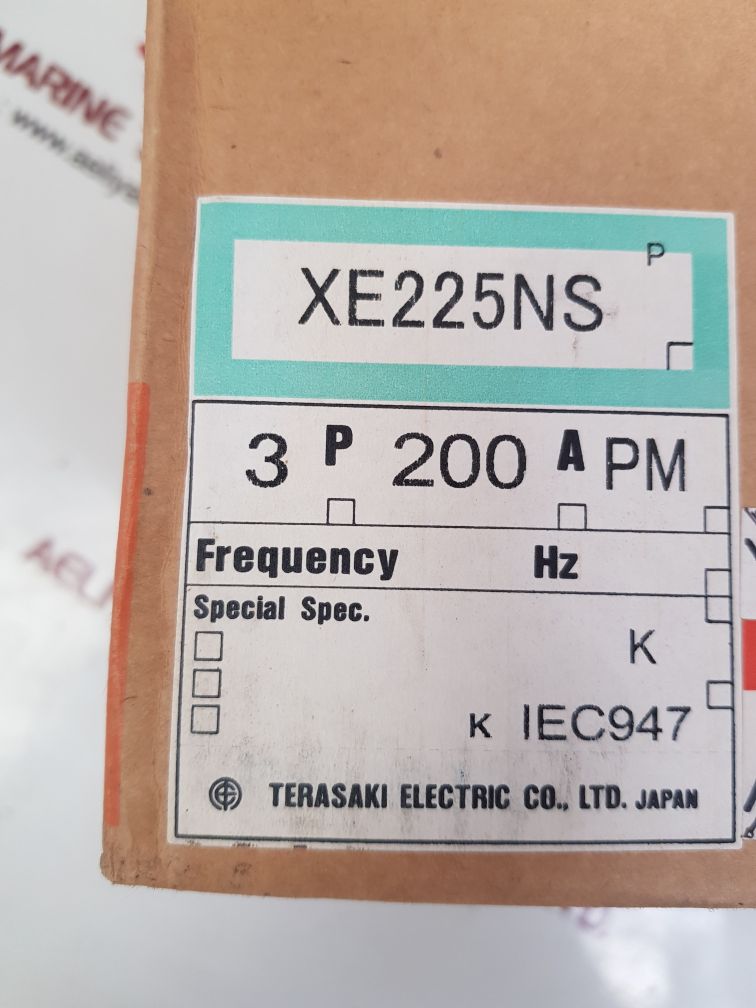 MARINE
P
XE225NS
3 P 200 A PM
Frequency Hz
Special Spec.
K
K IEC947
TERASAKI ELECTRIC CO., LTD. JAPAN